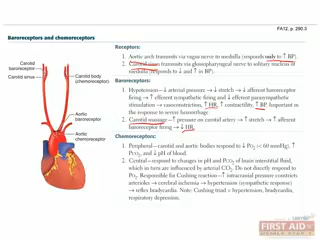 FA12, p. 290.3
Baroreceptors and chemoreceptors
Receptors:
1. Aortic arch transmits via vagus nerve to medulla (responds only to ↑ BP).
2. Carotid sinus transmits via glossopharyngeal nerve to solitary nucleus of
medulla (responds to ↓ and ↑ in BP).
Baroreceptors:
1. Hypotension—↓ arterial pressure → ↓ stretch → ↓ afferent baroreceptor
firing → ↑ efferent sympathetic firing and ↓ efferent parasympathetic
stimulation → vasoconstriction, ↑ HR, ↑ contractility, ↑ BP. Important in
the response to severe hemorrhage.
2. Carotid massage—↑ pressure on carotid artery → ↑ stretch → ↑ afferent
baroreceptor firing → ↓ HR.
Chemoreceptors:
1. Peripheral—carotid and aortic bodies respond to ↓ PO2 (< 60 mmHg), ↑
PCO2, and ↓ pH of blood.
2. Central—respond to changes in pH and PCO2 of brain interstitial fluid,
which in turn are influenced by arterial CO2. Do not directly respond to
PO2. Responsible for Cushing reaction—↑ intracranial pressure constricts
arterioles → cerebral ischemia → hypertension (sympathetic response)
→ reflex bradycardia. Note: Cushing triad = hypertension, bradycardia,
respiratory depression.
Carotid
baroreceptor
Carotid sinus
Carotid body
(chemoreceptor)
Aortic
baroreceptor
Aortic
chemoreceptor
FIRST AID